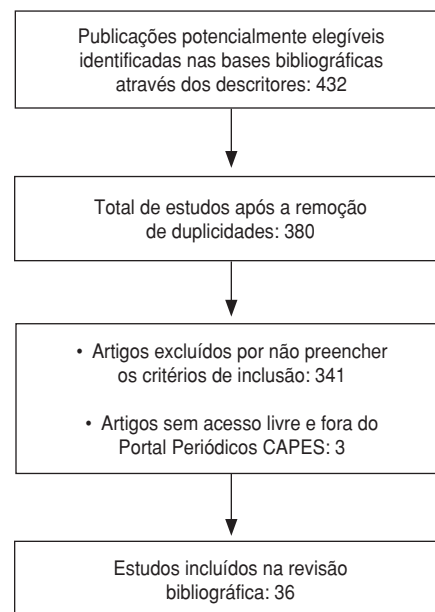 Publicações potencialmente elegíveis
identificadas nas bases bibliográficas
através dos descritores: 432
Total de estudos após a remoção
de duplicidades: 380
• Artigos excluídos por não preencher
os critérios de inclusão: 341
• Artigos sem acesso livre e fora do
Portal Periódicos CAPES: 3
Estudos incluídos na revisão
bibliográfica: 36